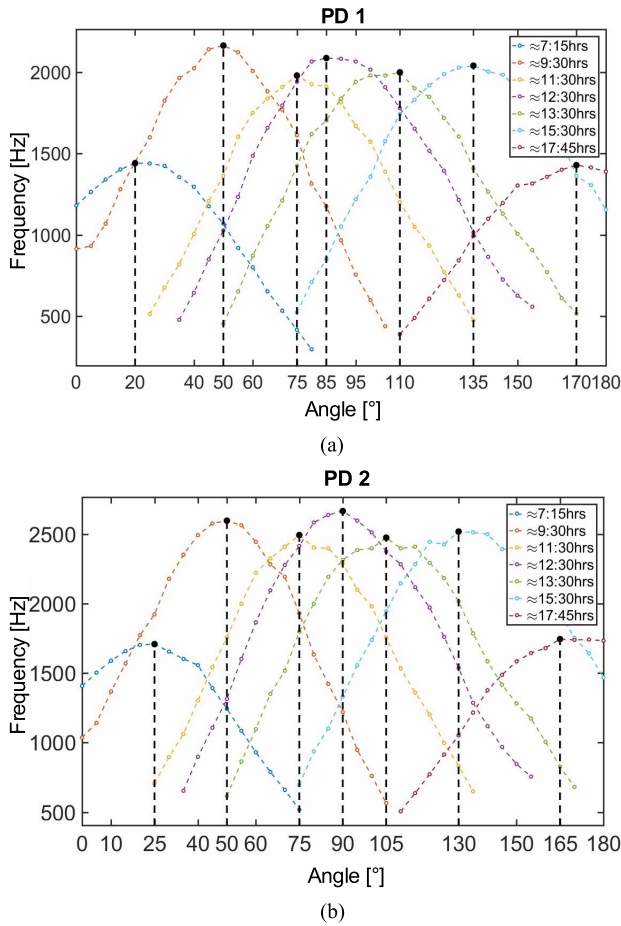 PD 1
2000
1500
1000
500
Frequency [Hz]
≈7:15hrs
≈9:30hrs
≈11:30hrs
≈12:30hrs
≈13:30hrs
≈15:30hrs
≈17:45hrs
0 20 40 50 60 75 85 95 110 135 150 170 180
Angle [°]
(a)
PD 2
2500
2000
1500
1000
500
Frequency [Hz]
≈7:15hrs
≈9:30hrs
≈11:30hrs
≈12:30hrs
≈13:30hrs
≈15:30hrs
≈17:45hrs
0 10 25 40 50 60 75 90 105 130 150 165 180
Angle [°]
(b)